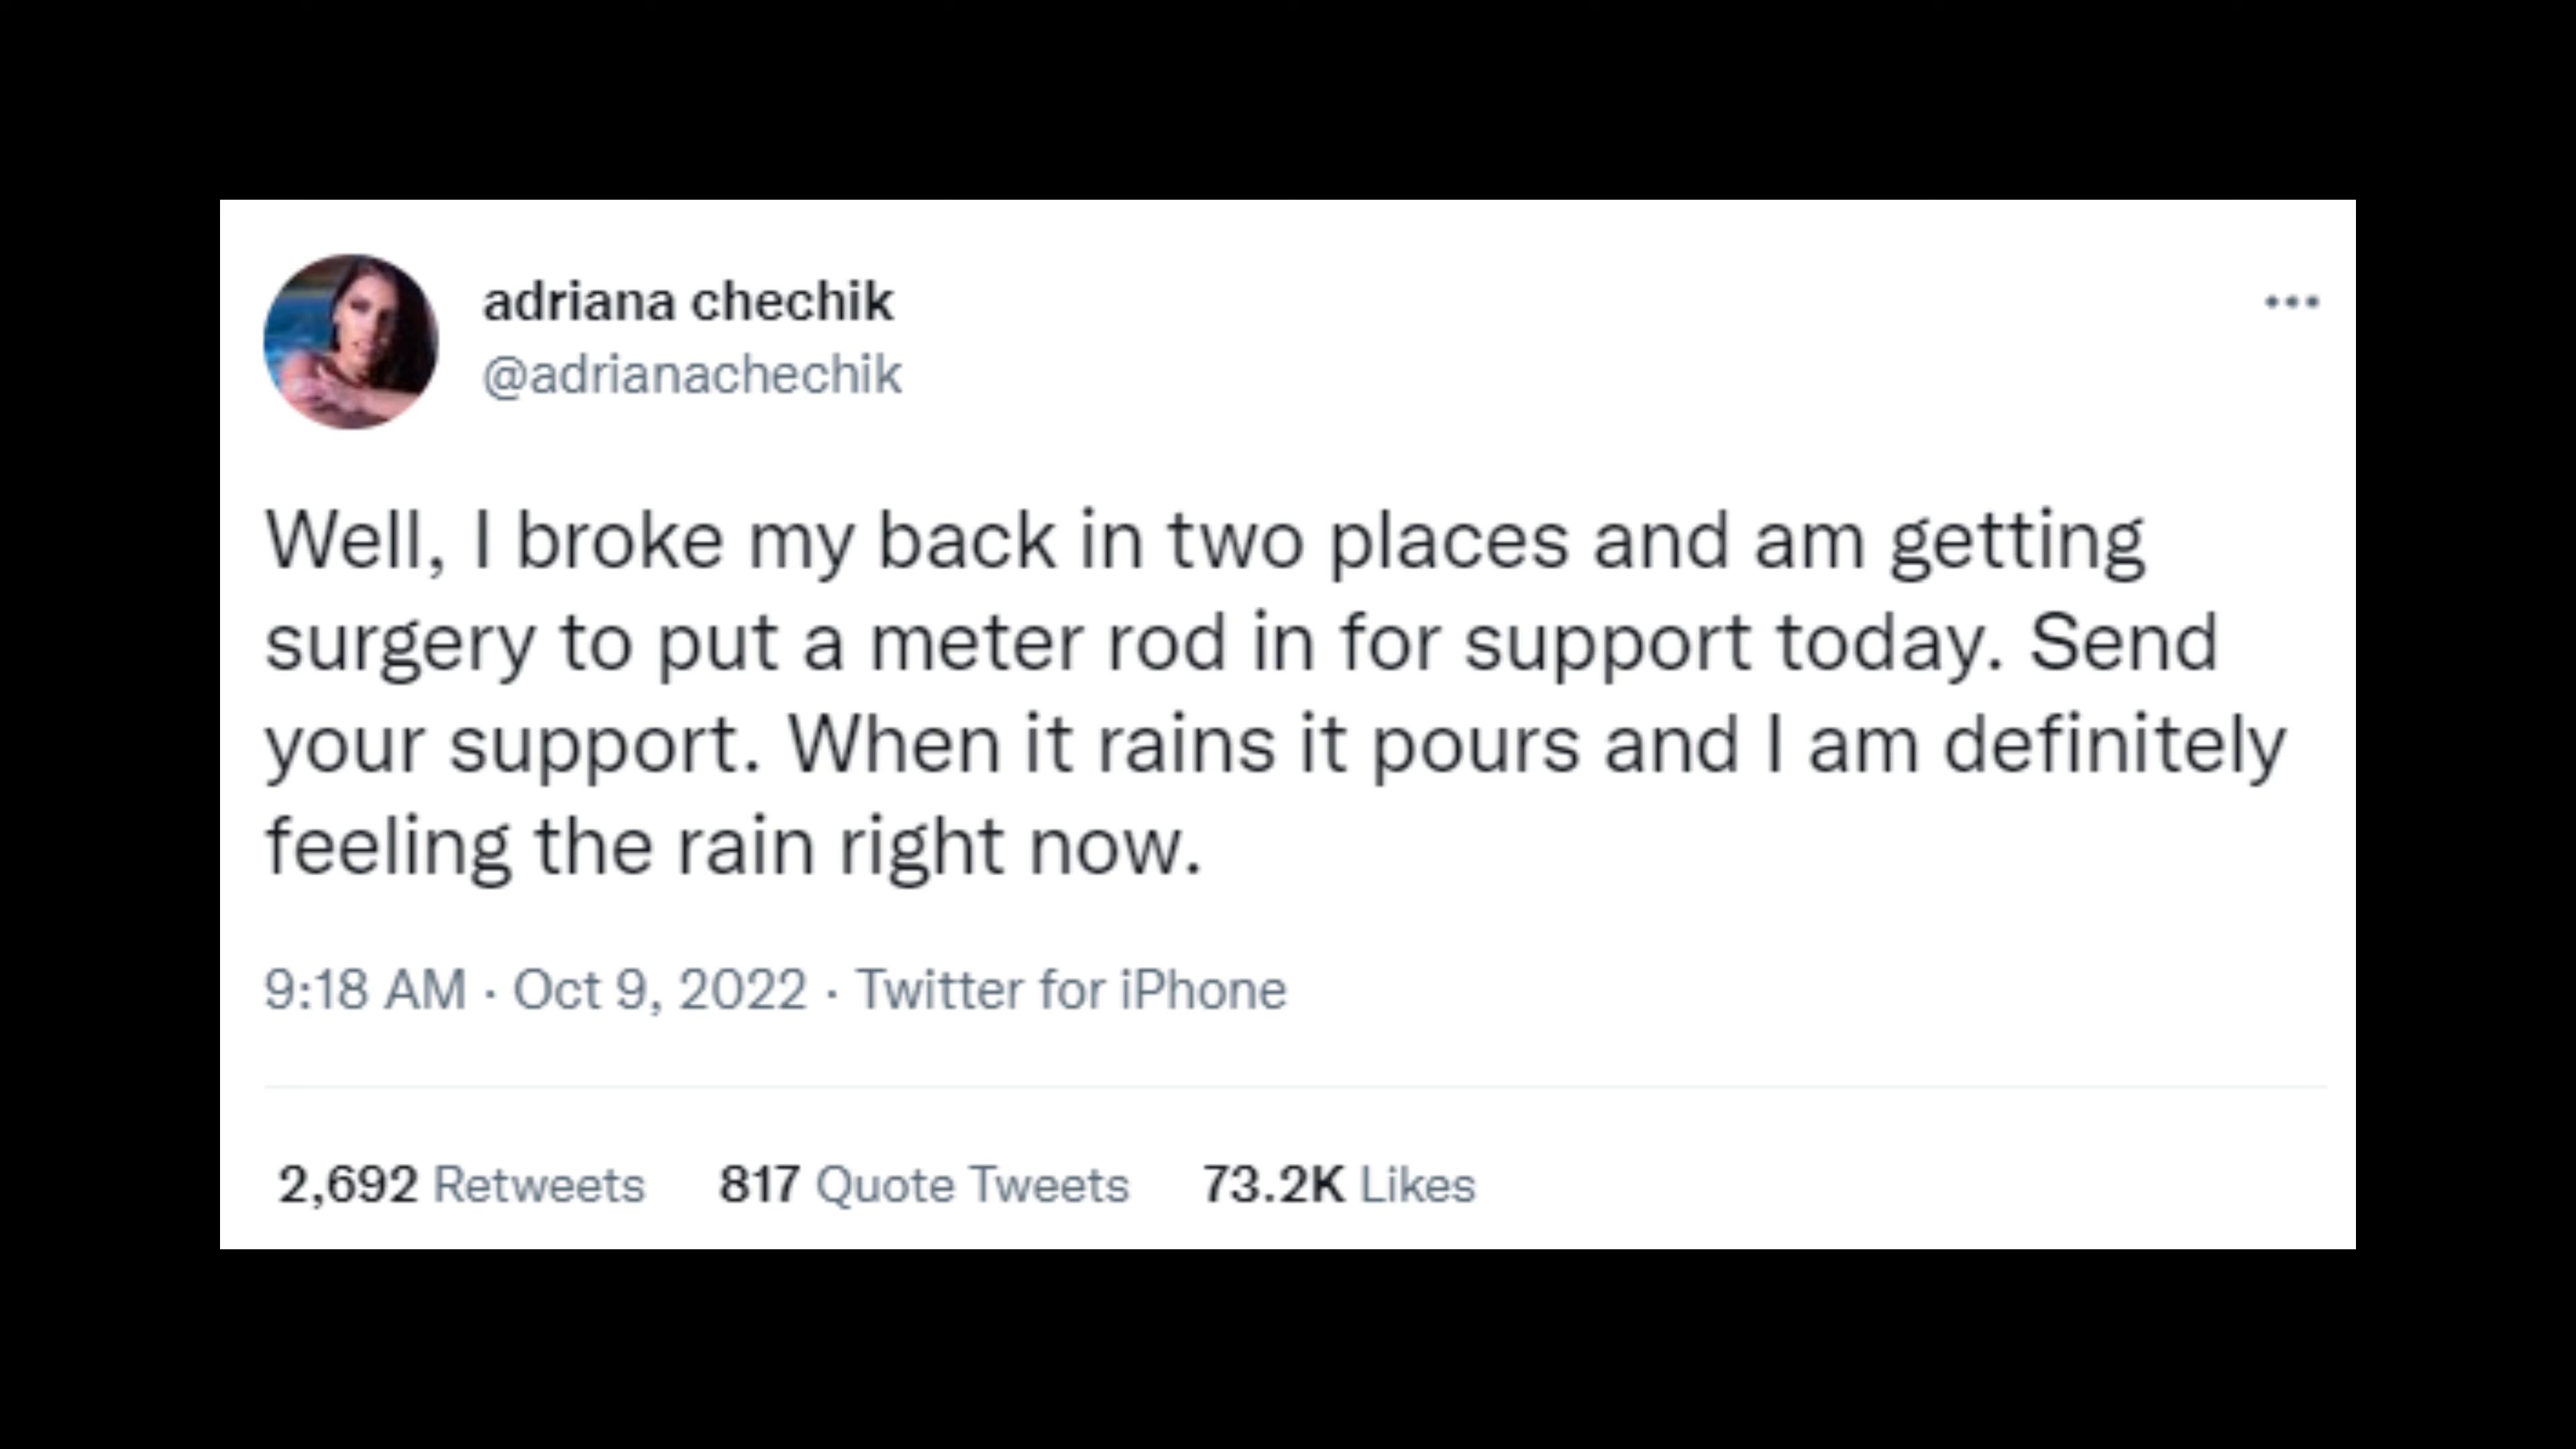 adriana chechik
@adrianachechik
Well, I broke my back in two places and am getting
surgery to put a meter rod in for support today. Send
your support. When it rains it pours and I am definitely
feeling the rain right now.
9:18 AM · Oct 9, 2022 · Twitter for iPhone
2,692 Retweets 817 Quote Tweets 73.2K Likes